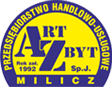 PRZEDSIĘBIORSTWO HANDLOWO-USŁUGOWE
ART
ZBYT
Rok zał.
1992
Sp.J.
MILICZ